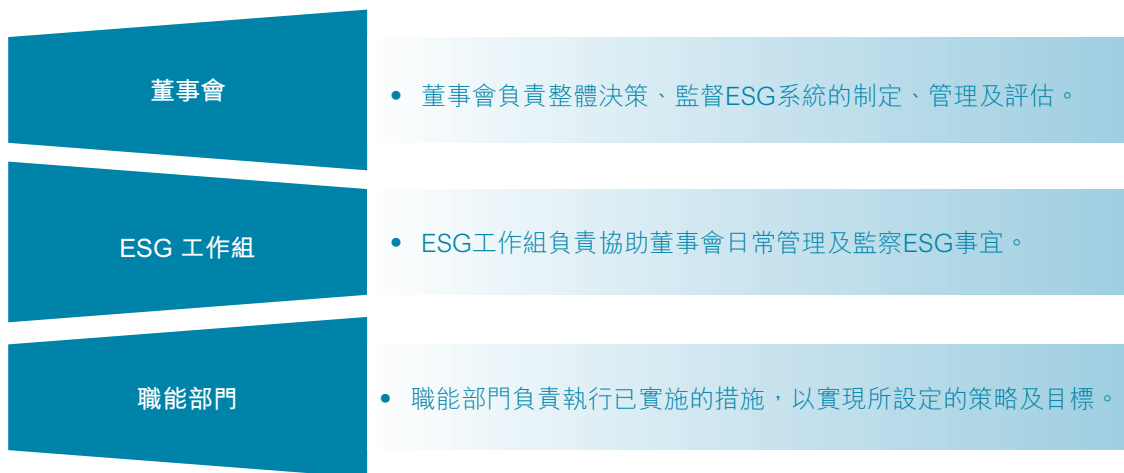 董事會
• 董事會負責整體決策、監督ESG系統的制定、管理及評估。
ESG 工作組
• ESG工作組負責協助董事會日常管理及監察ESG事宜。
職能部門
• 職能部門負責執行已實施的措施，以實現所設定的策略及目標。